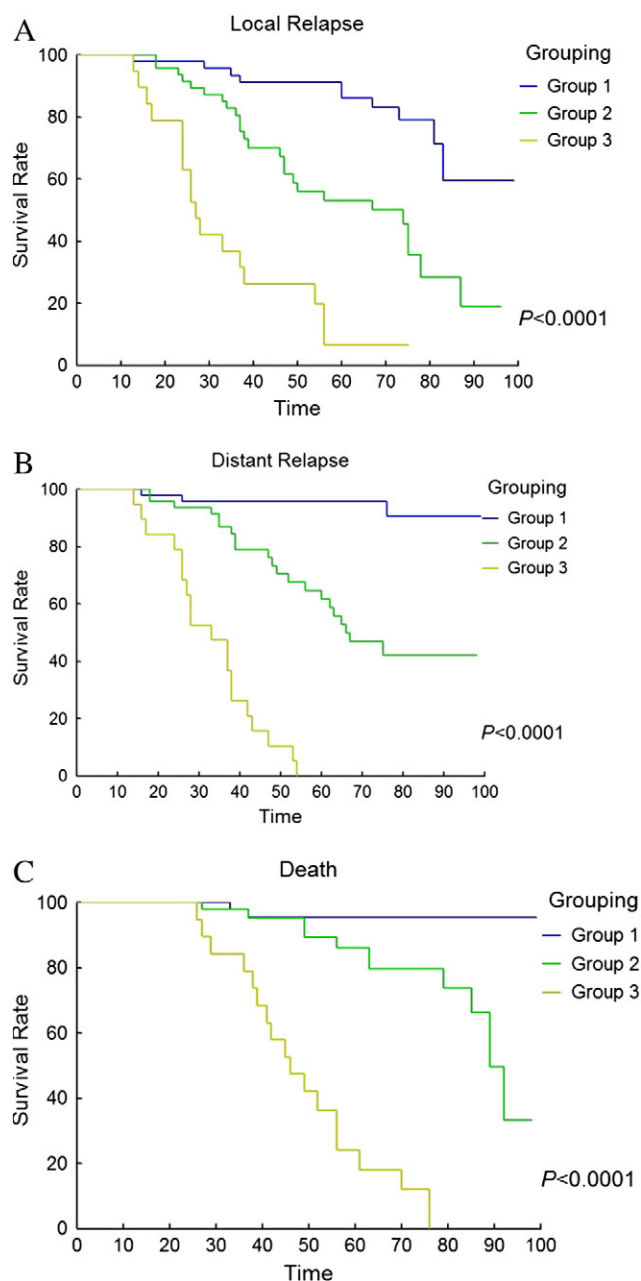 A
Local Relapse
Grouping
Group 1
Group 2
Group 3
100
80
60
40
20
0
Survival Rate
P<0.0001
0 10 20 30 40 50 60 70 80 90 100
Time
B
Distant Relapse
Grouping
Group 1
Group 2
Group 3
100
80
60
40
20
0
Survival Rate
P<0.0001
0 10 20 30 40 50 60 70 80 90 100
Time
C
Death
Grouping
Group 1
Group 2
Group 3
100
80
60
40
20
0
Survival Rate
P<0.0001
0 10 20 30 40 50 60 70 80 90 100
Time